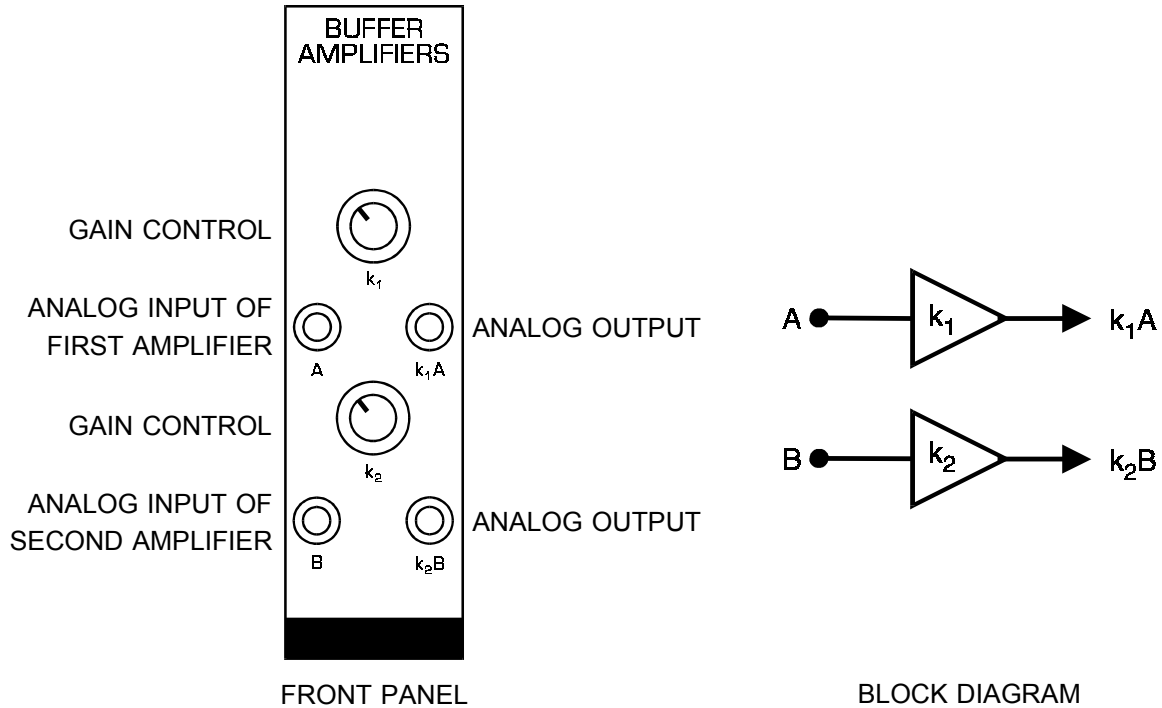 BUFFER
AMPLIFIERS
GAIN CONTROL
k₁
ANALOG INPUT OF
FIRST AMPLIFIER
A
k₁A
ANALOG OUTPUT
GAIN CONTROL
k₂
ANALOG INPUT OF
SECOND AMPLIFIER
B
k₂B
ANALOG OUTPUT
FRONT PANEL
A
k₁
k₁A
B
k₂
k₂B
BLOCK DIAGRAM